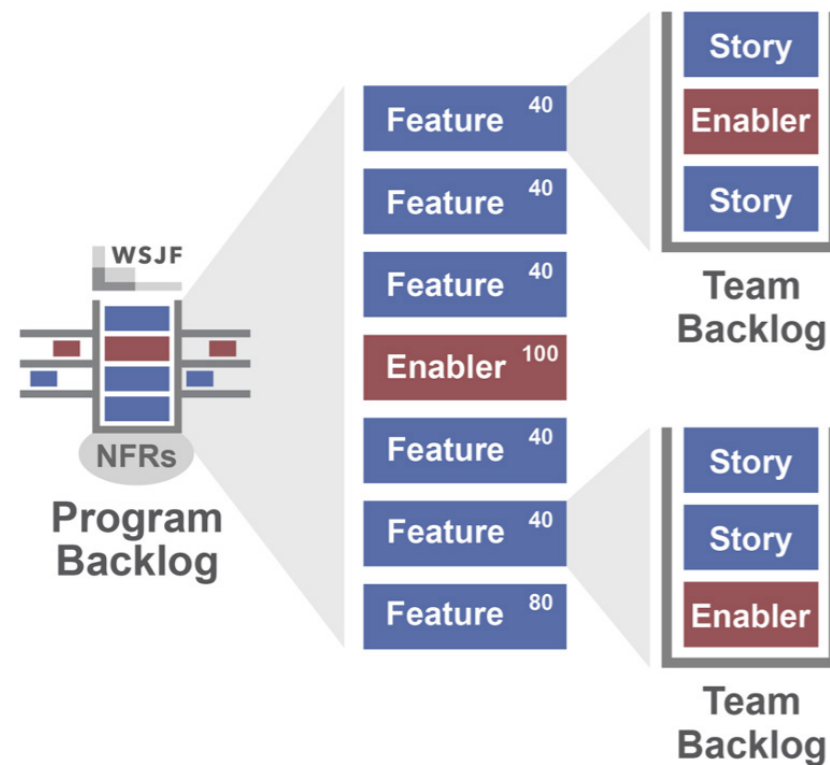 WSJF
NFRs
Program
Backlog
Feature 40
Feature 40
Feature 40
Enabler 100
Feature 40
Feature 40
Feature 80
Story
Enabler
Story
Team
Backlog
Story
Story
Enabler
Team
Backlog